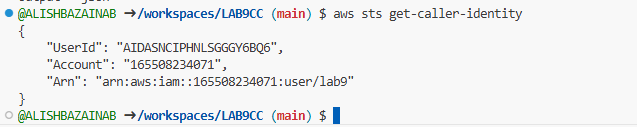 @ALISHBAZAINAB ➜/workspaces/LAB9CC (main) $ aws sts get-caller-identity
{
    "UserId": "AIDASNCIPHNLSGGGY6BQ6",
    "Account": "165508234071",
    "Arn": "arn:aws:iam::165508234071:user/lab9"
}
@ALISHBAZAINAB ➜/workspaces/LAB9CC (main) $